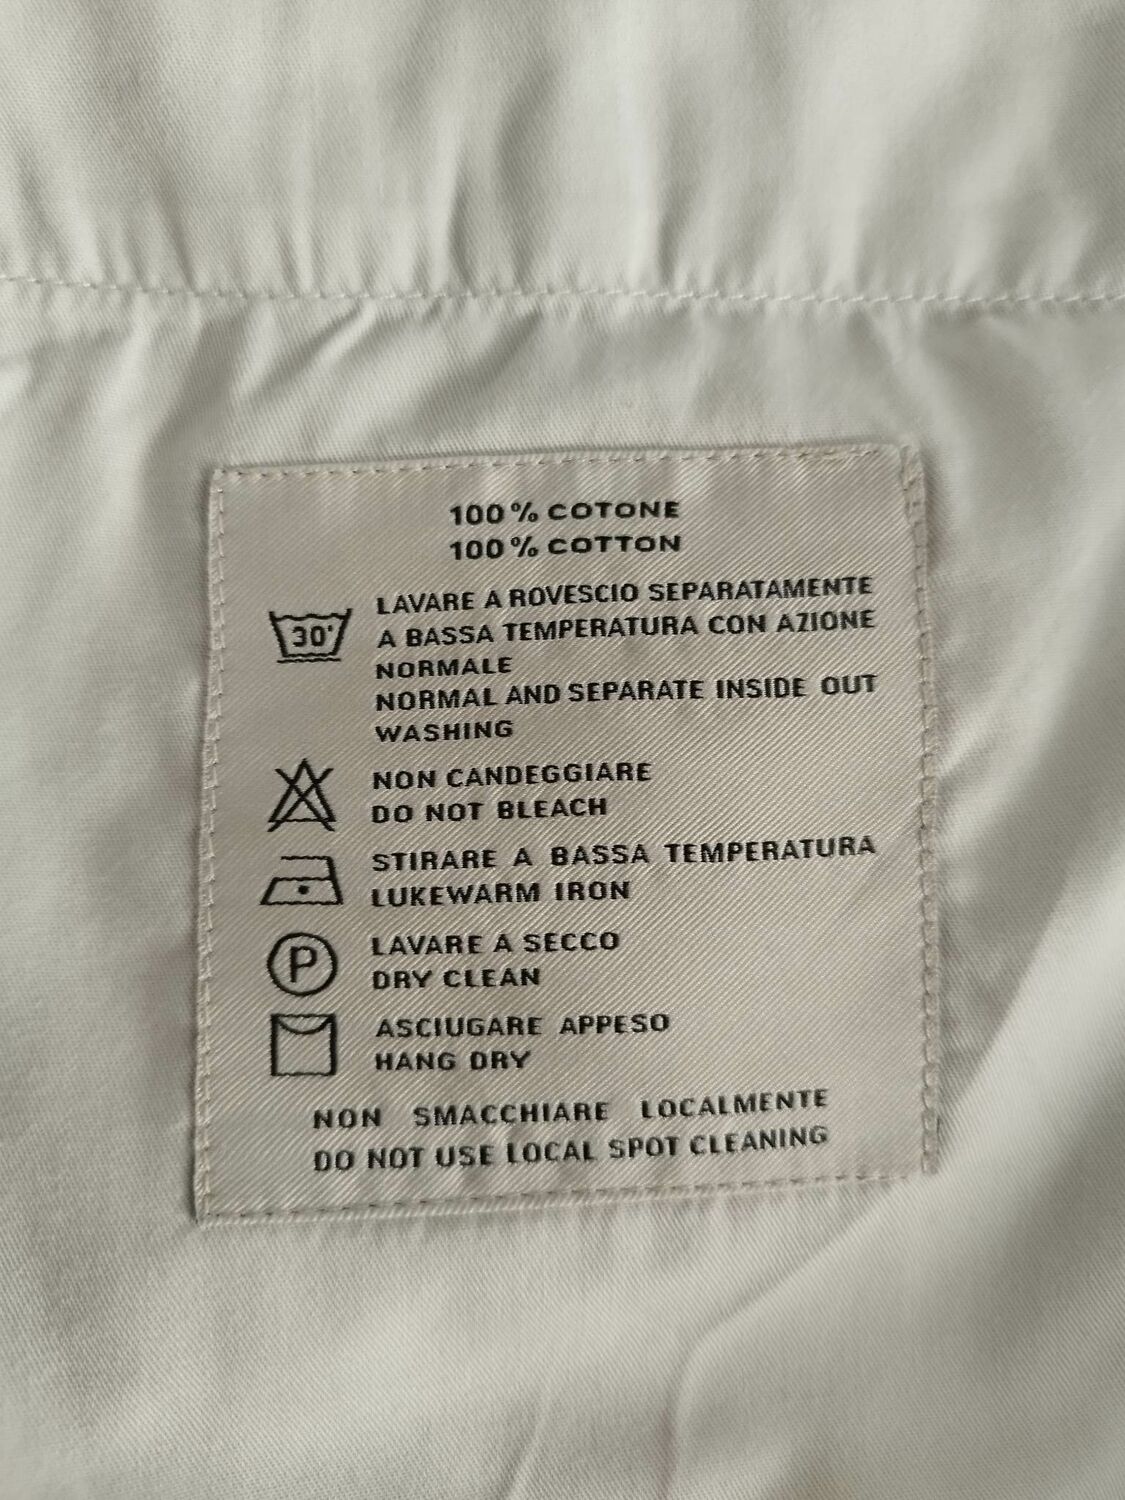 100% COTONE
100% COTTON
30°
LAVARE A ROVESCIO SEPARATAMENTE
A BASSA TEMPERATURA CON AZIONE
NORMALE
NORMAL AND SEPARATE INSIDE OUT
WASHING
NON CANDEGGIARE
DO NOT BLEACH
STIRARE A BASSA TEMPERATURA
LUKEWARM IRON
P
LAVARE A SECCO
DRY CLEAN
ASCIUGARE APPESO
HANG DRY
NON SMACCHIARE LOCALMENTE
DO NOT USE LOCAL SPOT CLEANING